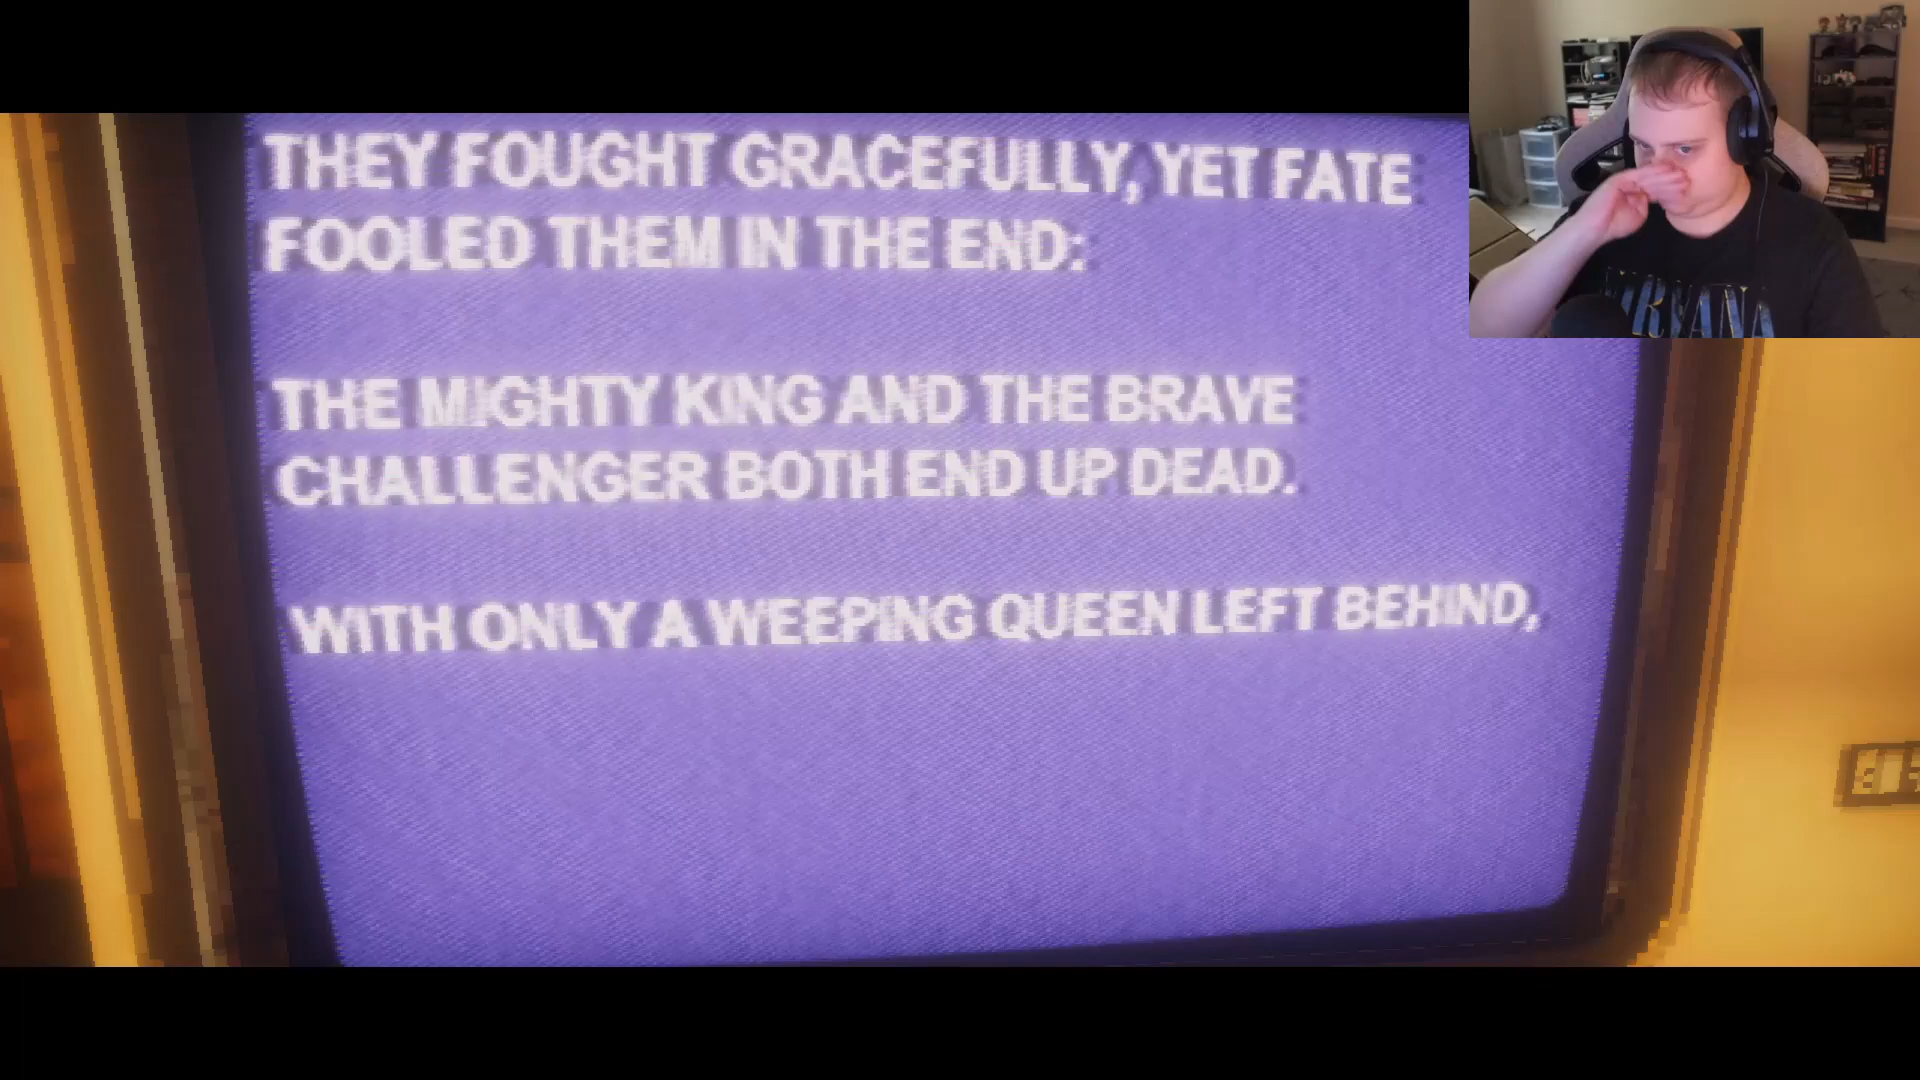 THEY FOUGHT GRACEFULLY, YET FATE
FOOLED THEM IN THE END:
THE MIGHTY KING AND THE BRAVE
CHALLENGER BOTH END UP DEAD.
WITH ONLY A WEEPING QUEEN LEFT BEHIND,
NIRVANA